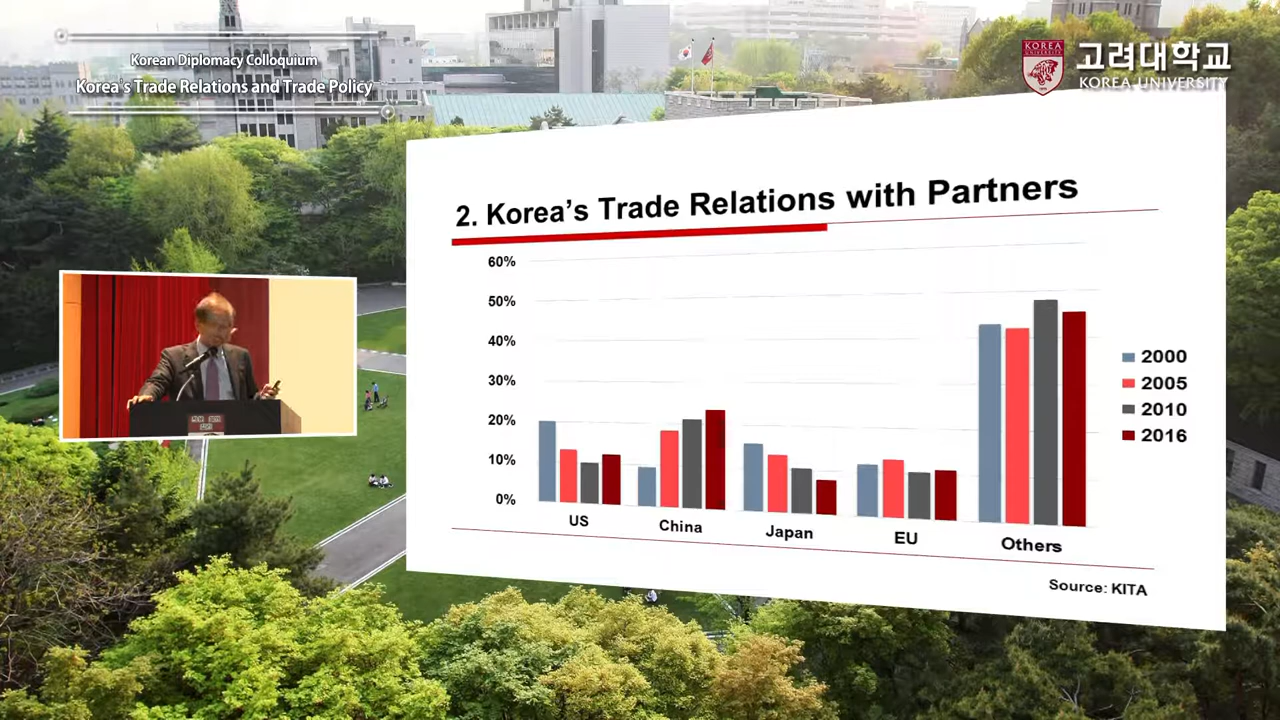 Korean Diplomacy Colloquium
Korea's Trade Relations and Trade Policy
KOREA
고려대학교
KOREA UNIVERSITY
2. Korea's Trade Relations with Partners
60%
50%
40%
30%
20%
10%
0%
US
China
Japan
EU
Others
2000
2005
2010
2016
Source: KITA